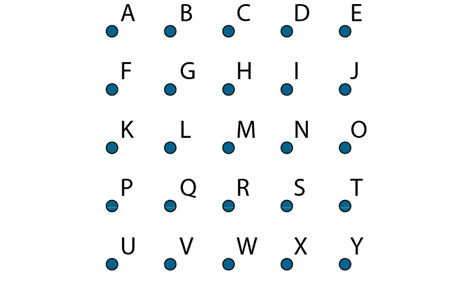 A B C D E
F G H I J
K L M N O
P Q R S T
U V W X Y